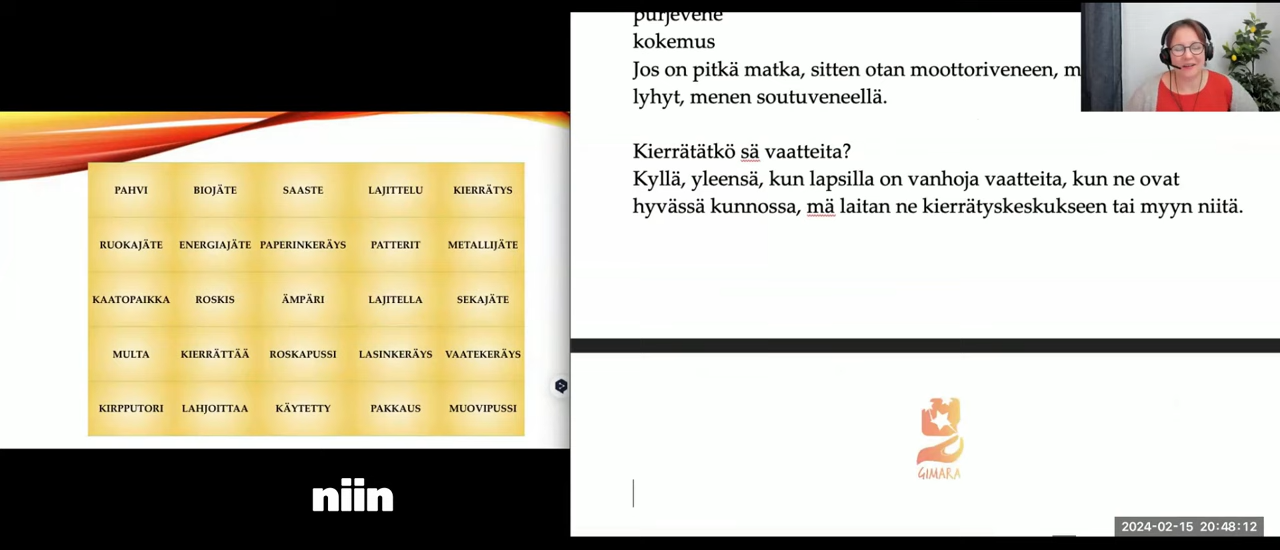 PAHVI BIOJÄTE SAASTE LAJITTELU KIERRÄTYS
RUOKAJÄTE ENERGIAJÄTE PAPERINKERÄYS PATTERIT METALLIJÄTE
KAATOPAIKKA ROSKIS ÄMPÄRI LAJITELLA SEKAJÄTE
MULTA KIERRÄTTÄÄ ROSKAPUSSI LASINKERÄYS VAATEKERÄYS
KIRPPUTORI LAHJOITTAA KÄYTETTY PAKKAUS MUOVIPUSSI
niin
purjevene
kokemus
Jos on pitkä matka, sitten otan moottoriveneen, m
lyhyt, menen soutuveneellä.
Kierrätätkö sä vaatteita?
Kyllä, yleensä, kun lapsilla on vanhoja vaatteita, kun ne ovat
hyvässä kunnossa, mä laitan ne kierrätyskeskukseen tai myyn niitä.
GIMARA
2024-02-15 20:48:12